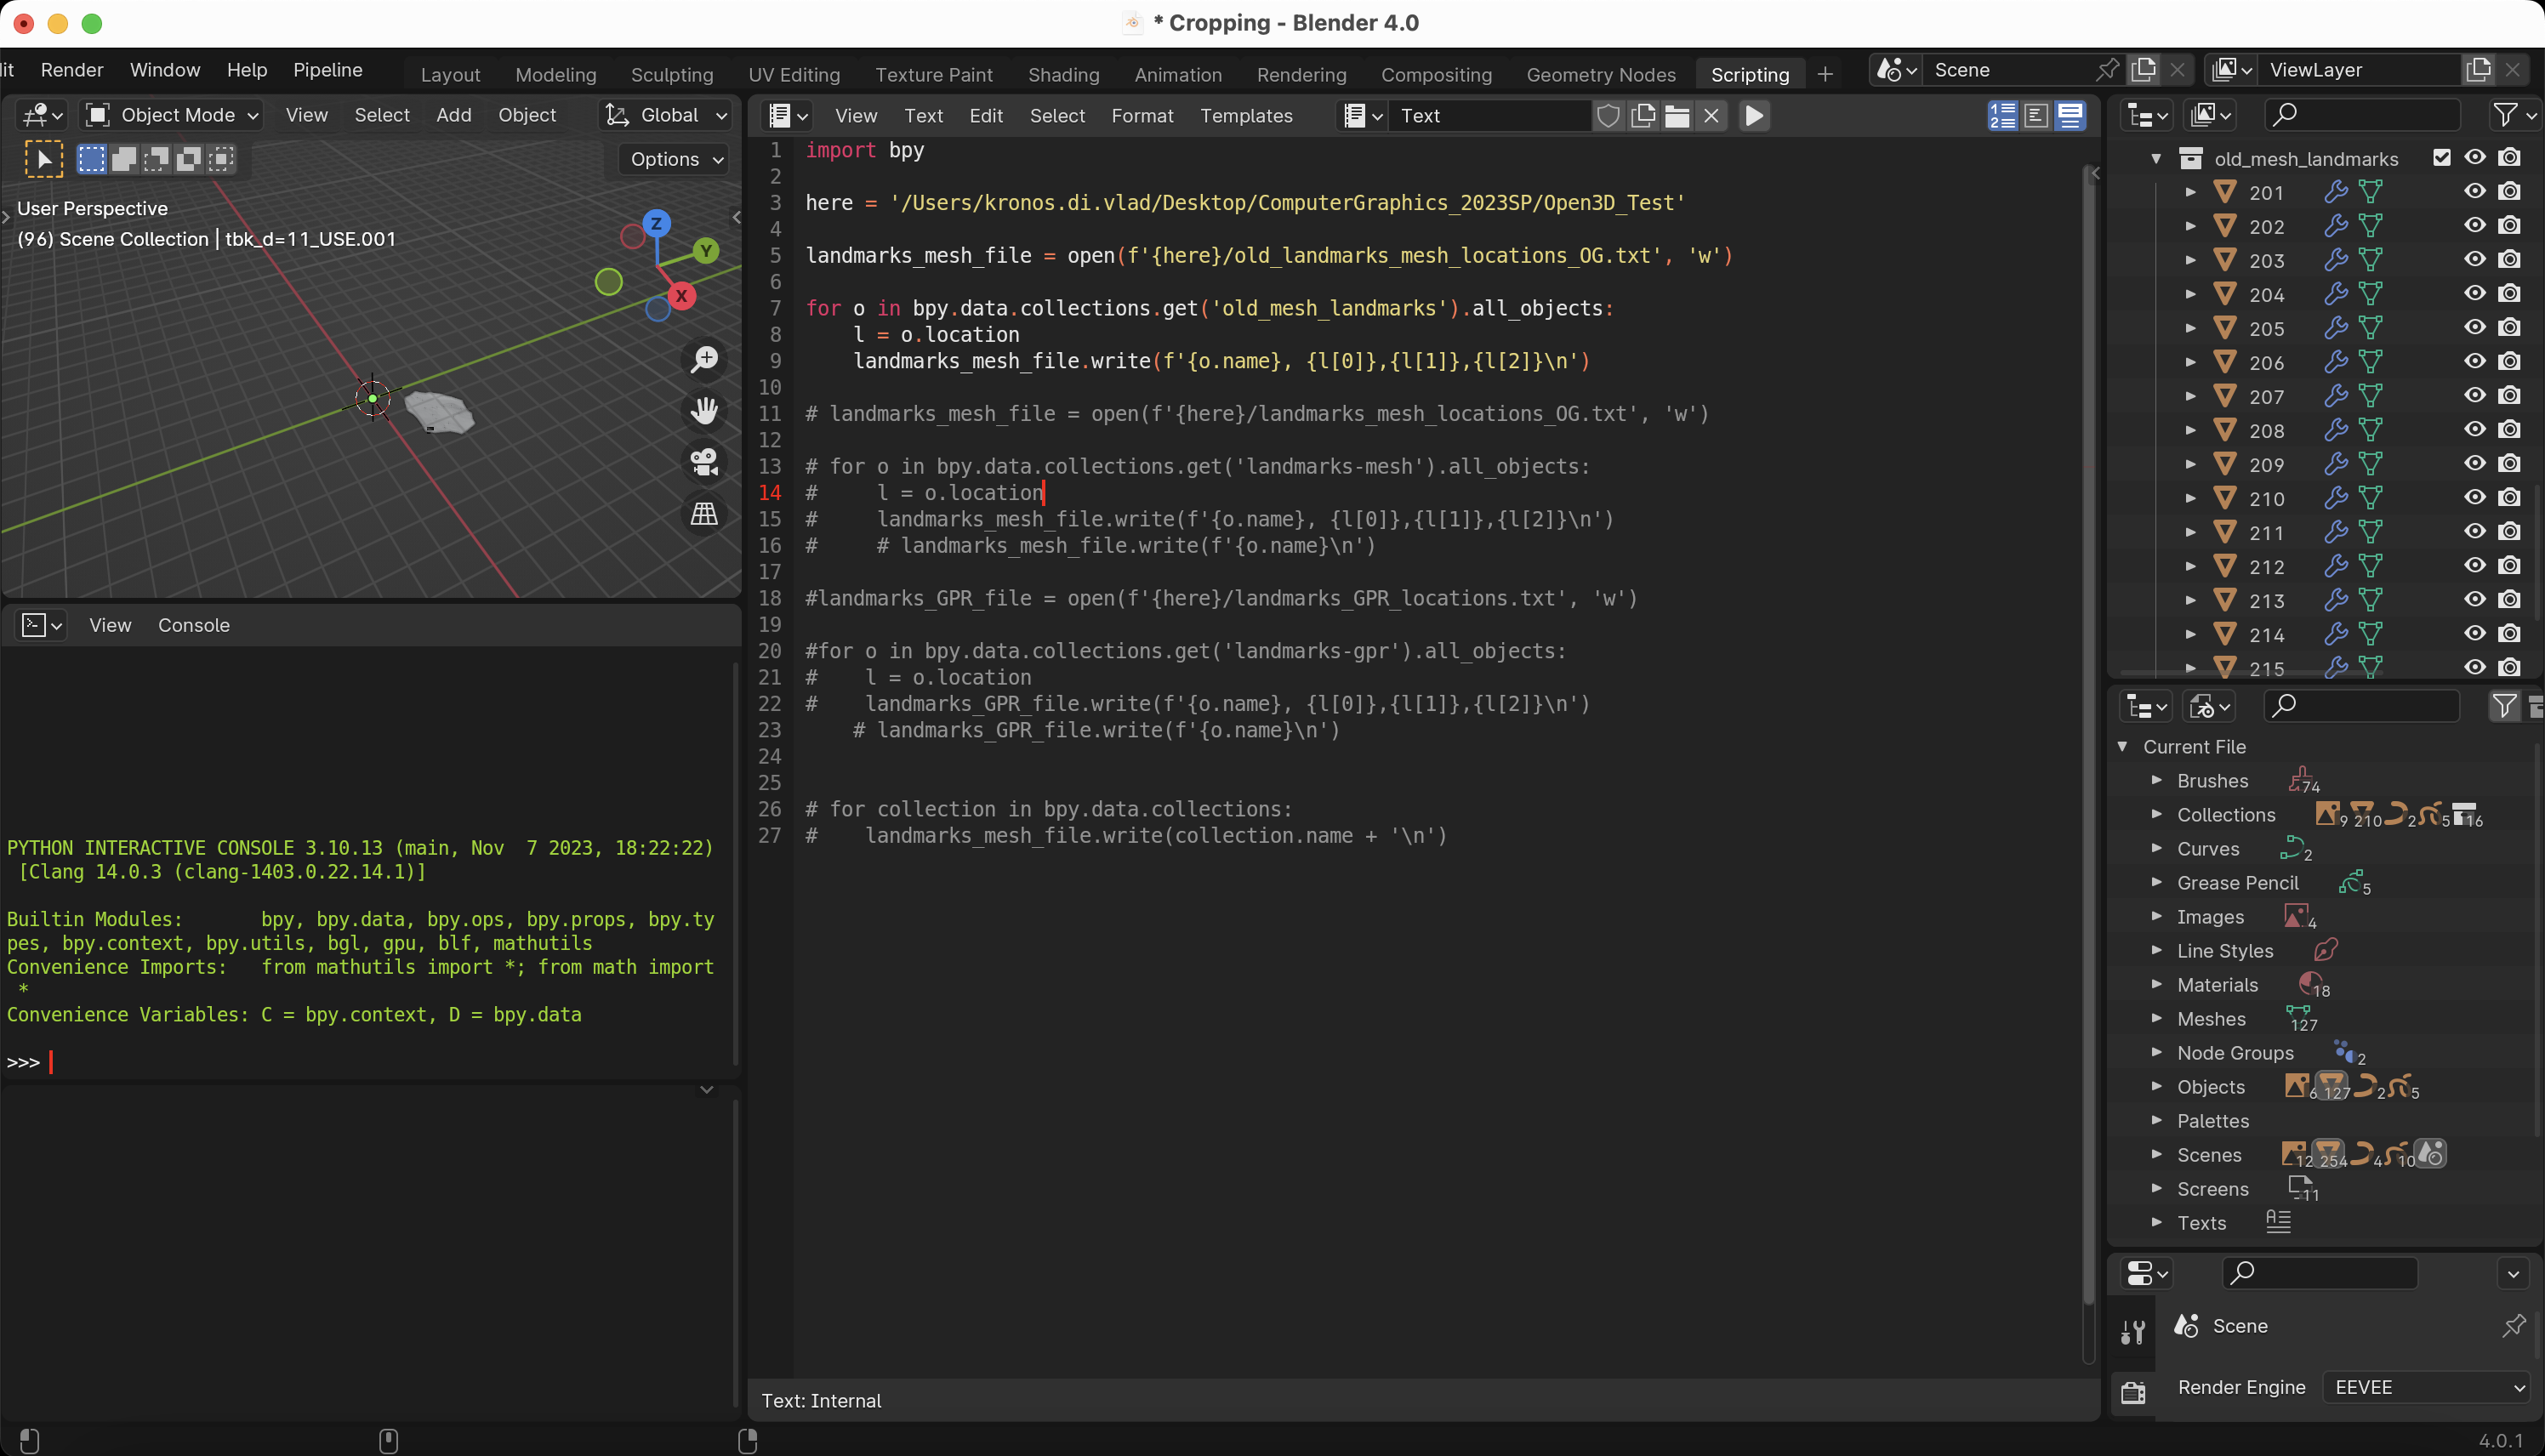 * Cropping - Blender 4.0
Render Window Help Pipeline Layout Modeling Sculpting UV Editing Texture Paint Shading Animation Rendering Compositing Geometry Nodes Scripting + Scene ViewLayer
Object Mode View Select Add Object Global
Options
User Perspective
(96) Scene Collection | tbk_d=11_USE.001
Z
Y
X
View Console
PYTHON INTERACTIVE CONSOLE 3.10.13 (main, Nov  7 2023, 18:22:22)
[Clang 14.0.3 (clang-1403.0.22.14.1)]
Builtin Modules:       bpy, bpy.data, bpy.ops, bpy.props, bpy.ty
pes, bpy.context, bpy.utils, bgl, gpu, blf, mathutils
Convenience Imports:   from mathutils import *; from math import
*
Convenience Variables: C = bpy.context, D = bpy.data
>>>
View Text Edit Select Format Templates Text
1 import bpy
2
3 here = '/Users/kronos.di.vlad/Desktop/ComputerGraphics_2023SP/Open3D_Test'
4
5 landmarks_mesh_file = open(f'{here}/old_landmarks_mesh_locations_OG.txt', 'w')
6
7 for o in bpy.data.collections.get('old_mesh_landmarks').all_objects:
8     l = o.location
9     landmarks_mesh_file.write(f'{o.name}, {l[0]},{l[1]},{l[2]}\n')
10
11 # landmarks_mesh_file = open(f'{here}/landmarks_mesh_locations_OG.txt', 'w')
12
13 # for o in bpy.data.collections.get('landmarks-mesh').all_objects:
14 #     l = o.location
15 #     landmarks_mesh_file.write(f'{o.name}, {l[0]},{l[1]},{l[2]}\n')
16 #     # landmarks_mesh_file.write(f'{o.name}\n')
17
18 #landmarks_GPR_file = open(f'{here}/landmarks_GPR_locations.txt', 'w')
19
20 #for o in bpy.data.collections.get('landmarks-gpr').all_objects:
21 #    l = o.location
22 #    landmarks_GPR_file.write(f'{o.name}, {l[0]},{l[1]},{l[2]}\n')
23     # landmarks_GPR_file.write(f'{o.name}\n')
24
25
26 # for collection in bpy.data.collections:
27 #    landmarks_mesh_file.write(collection.name + '\n')
Text: Internal
old_mesh_landmarks
201
202
203
204
205
206
207
208
209
210
211
212
213
214
215
Current File
Brushes 74
Collections 9 210 2 5 16
Curves 2
Grease Pencil 5
Images 4
Line Styles
Materials 18
Meshes 127
Node Groups 2
Objects 6 127 2 5
Palettes
Scenes 12 254 4 10
Screens 11
Texts
Scene
Render Engine EEVEE
4.0.1